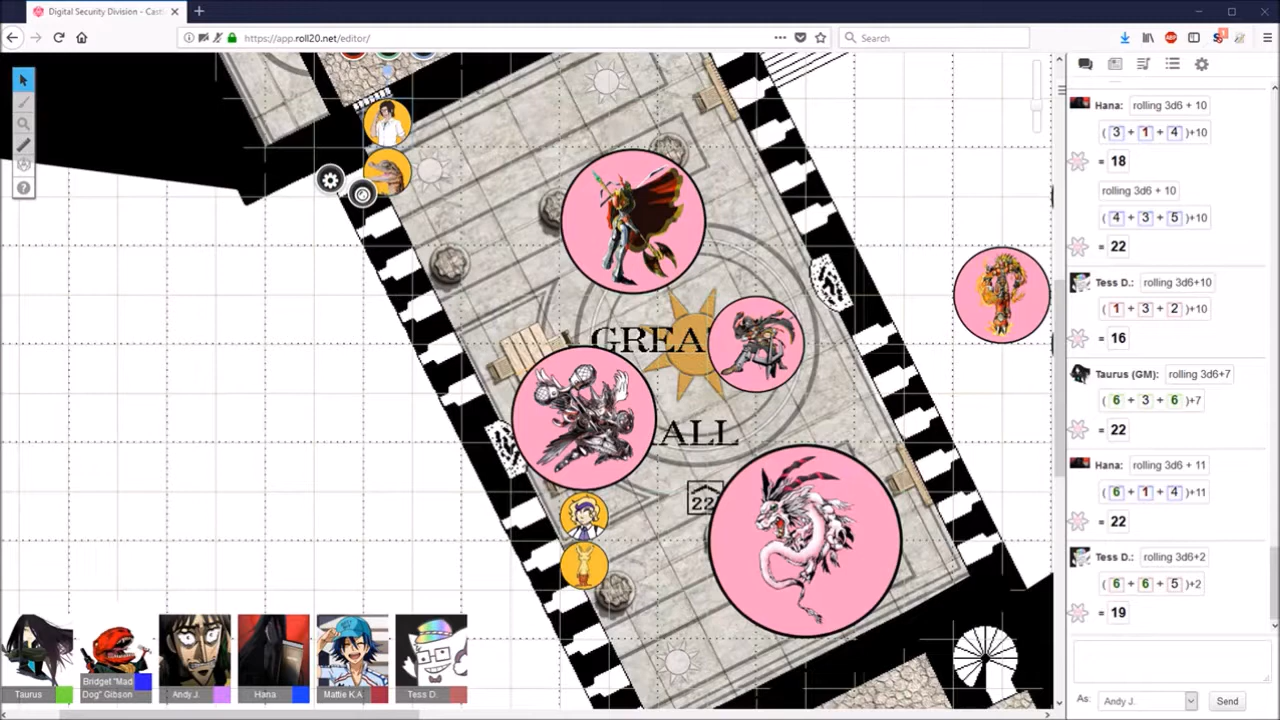 Digital Security Division - Cast
https://app.roll20.net/editor/
Search
Hana: rolling 3d6 + 10
( 3 + 1 + 4 )+10
= 18
rolling 3d6 + 10
( 4 + 3 + 5 )+10
= 22
Tess D.: rolling 3d6+10
( 1 + 3 + 2 )+10
= 16
Taurus (GM): rolling 3d6+7
( 6 + 3 + 6 )+7
= 22
Hana: rolling 3d6 + 11
( 6 + 1 + 4 )+11
= 22
Tess D.: rolling 3d6+2
( 6 + 6 + 5 )+2
= 19
As: Andy J. Send
GREA
ALL
22
Taurus
Bridget "Mad
Dog" Gibson
Andy J.
Hana
Mattie K.A
Tess D.